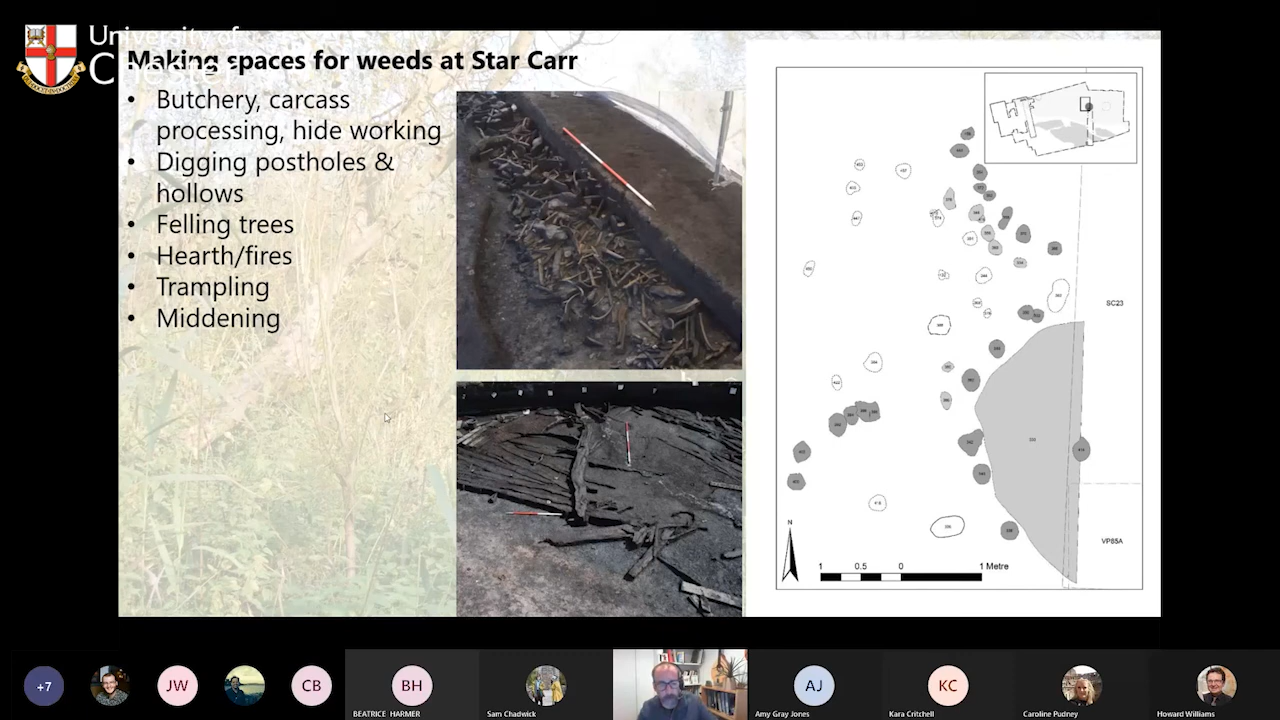 University of
C
Making spaces for weeds at Star Carr
• Butchery, carcass
processing, hide working
• Digging postholes &
hollows
• Felling trees
• Hearth/fires
• Trampling
• Middening
SC23
VP85A
N
1 0.5 0 1 Metre
+7
JW
CB
BH
AJ
KC
BEATRICE HARMER
Sam Chadwick
Amy Gray Jones
Kara Critchell
Caroline Pudney
Howard Williams